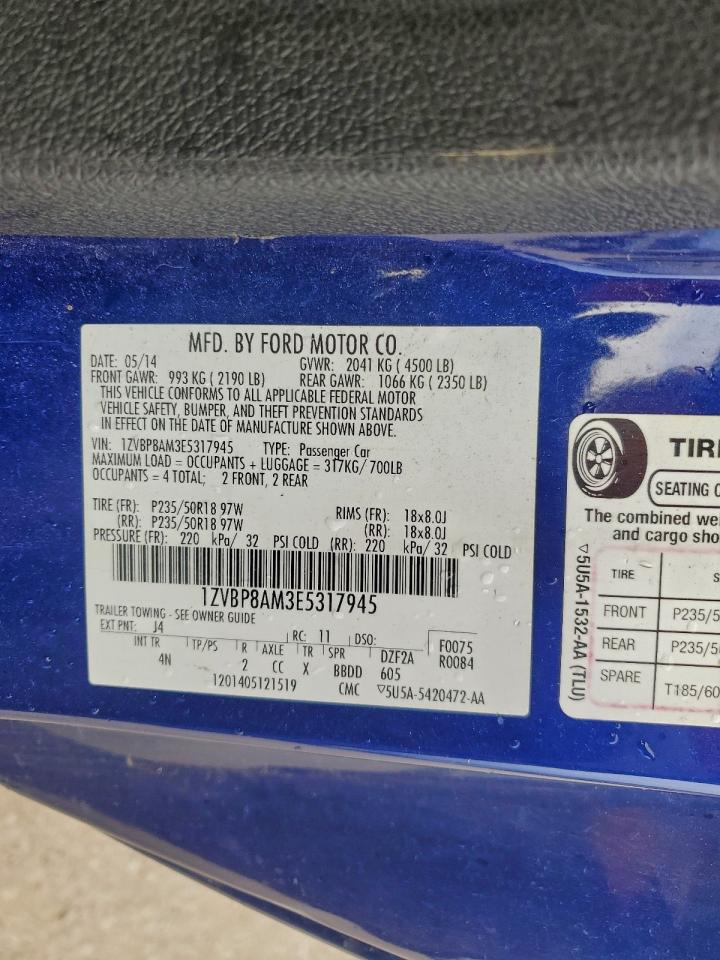 MFD. BY FORD MOTOR CO.
DATE: 05/14
GVWR: 2041 KG ( 4500 LB)
FRONT GAWR: 993 KG ( 2190 LB)
REAR GAWR: 1066 KG ( 2350 LB)
THIS VEHICLE CONFORMS TO ALL APPLICABLE FEDERAL MOTOR
VEHICLE SAFETY, BUMPER, AND THEFT PREVENTION STANDARDS
IN EFFECT ON THE DATE OF MANUFACTURE SHOWN ABOVE.
VIN: 1ZVBP8AM3E5317945 TYPE: Passenger Car
MAXIMUM LOAD = OCCUPANTS + LUGGAGE = 317KG/ 700LB
OCCUPANTS = 4 TOTAL; 2 FRONT, 2 REAR
TIRE (FR): P235/50R18 97W RIMS (FR): 18x8.0J
(RR): P235/50R18 97W (RR): 18x8.0J
PRESSURE (FR): 220 kPa/ 32 PSI COLD (RR): 220 kPa/ 32 PSI COLD
1ZVBP8AM3E5317945
TRAILER TOWING - SEE OWNER GUIDE
EXT PNT: J4 RC: 11 DSO: F0075
INT TR TP/PS R AXLE TR SPR DZF2A R0084
4N 2 CC X BBDD 605
1201405121519 CMC ▽5U5A-5420472-AA
TIRE
SEATING
The combined
and cargo
▽5U5A-1532-AA (TLU)
TIRE
FRONT P235/5
REAR P235/5
SPARE T185/60